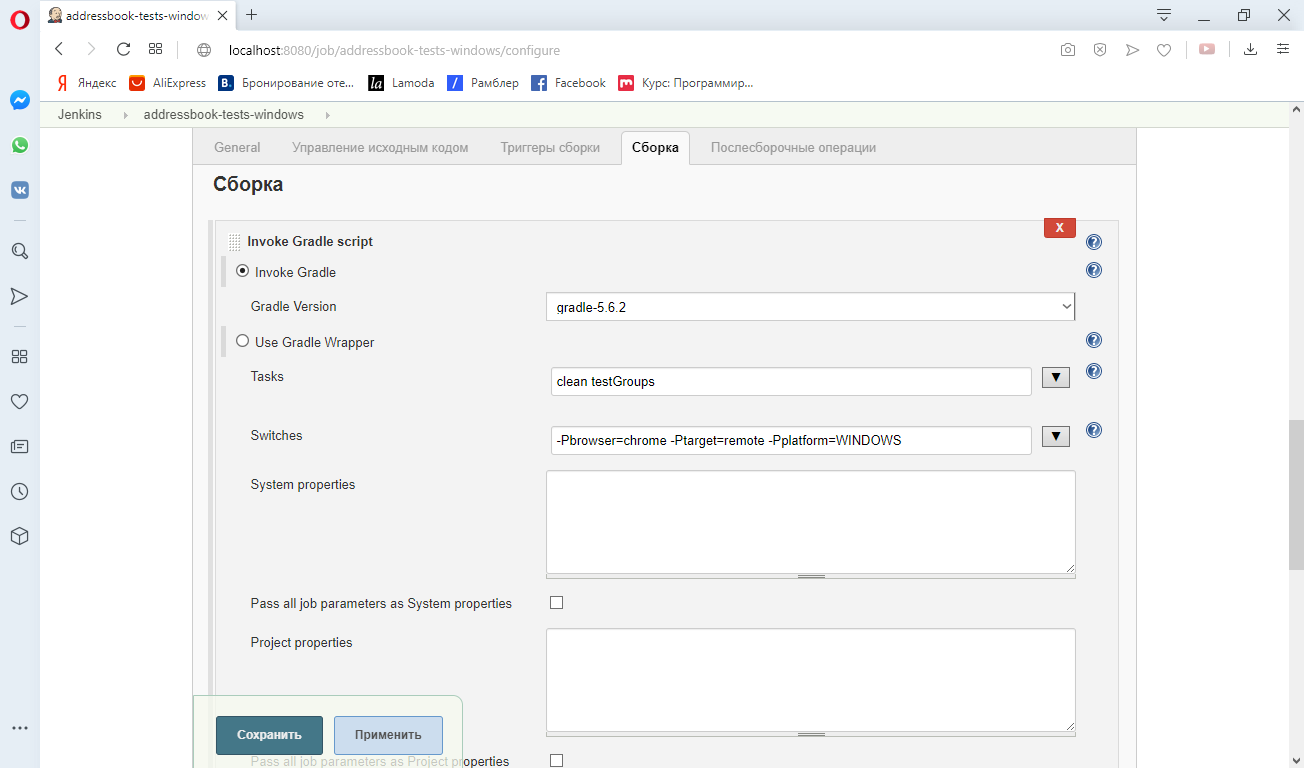 addressbook-tests-window
localhost:8080/job/addressbook-tests-windows/configure
Яндекс AliExpress B. Бронирование оте... la Lamoda Рамблер Facebook Курс: Программир...
Jenkins addressbook-tests-windows
General Управление исходным кодом Триггеры сборки Сборка Послесборочные операции
Сборка
X
Invoke Gradle script
Invoke Gradle
Gradle Version gradle-5.6.2
Use Gradle Wrapper
Tasks clean testGroups
Switches -Pbrowser=chrome -Ptarget=remote -Pplatform=WINDOWS
System properties
Pass all job parameters as System properties
Project properties
Сохранить Применить
Pass all job parameters as Project properties